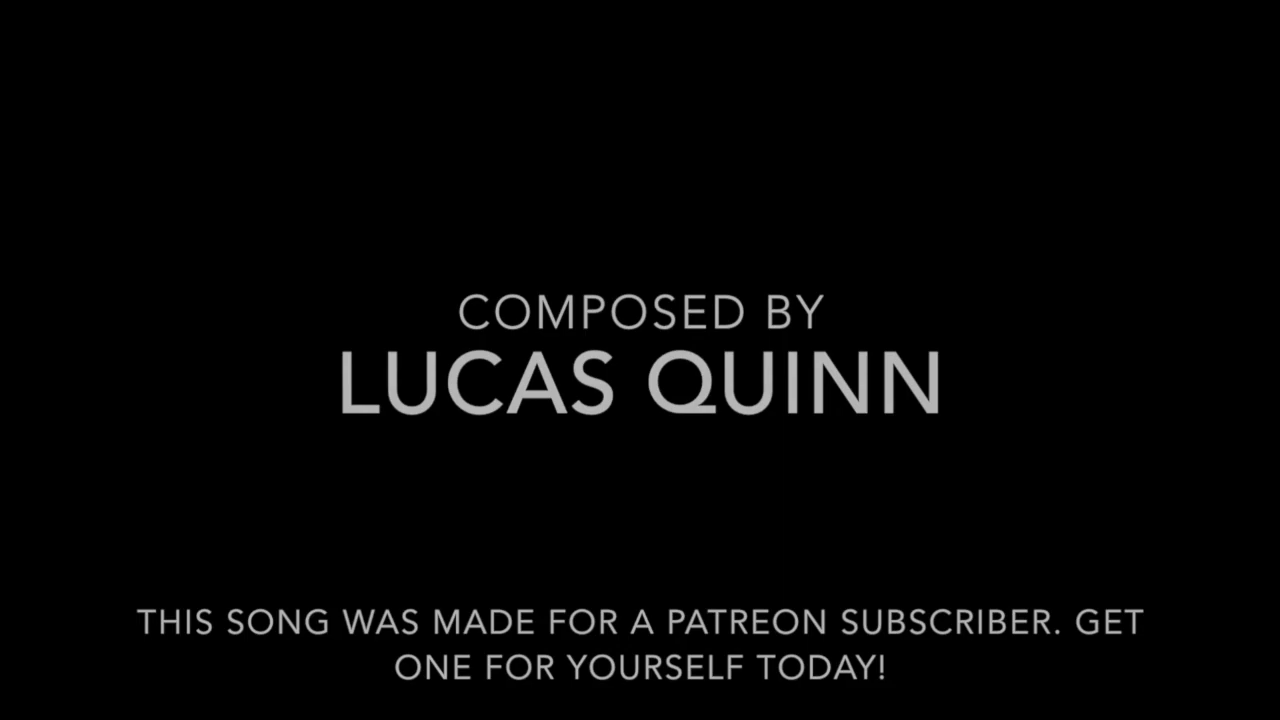 COMPOSED BY
LUCAS QUINN
THIS SONG WAS MADE FOR A PATREON SUBSCRIBER. GET
ONE FOR YOURSELF TODAY!